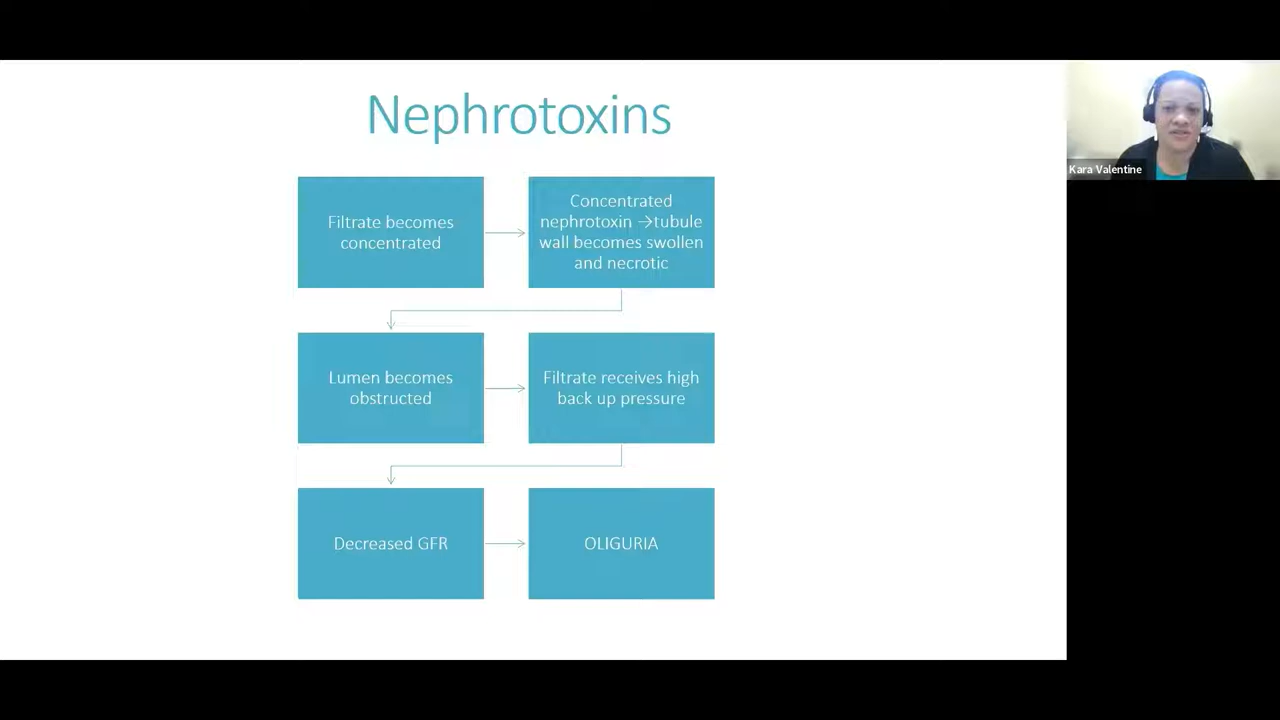 Nephrotoxins
Filtrate becomes
concentrated
Concentrated
nephrotoxin →tubule
wall becomes swollen
and necrotic
Lumen becomes
obstructed
Filtrate receives high
back up pressure
Decreased GFR
OLIGURIA
Kara Valentine